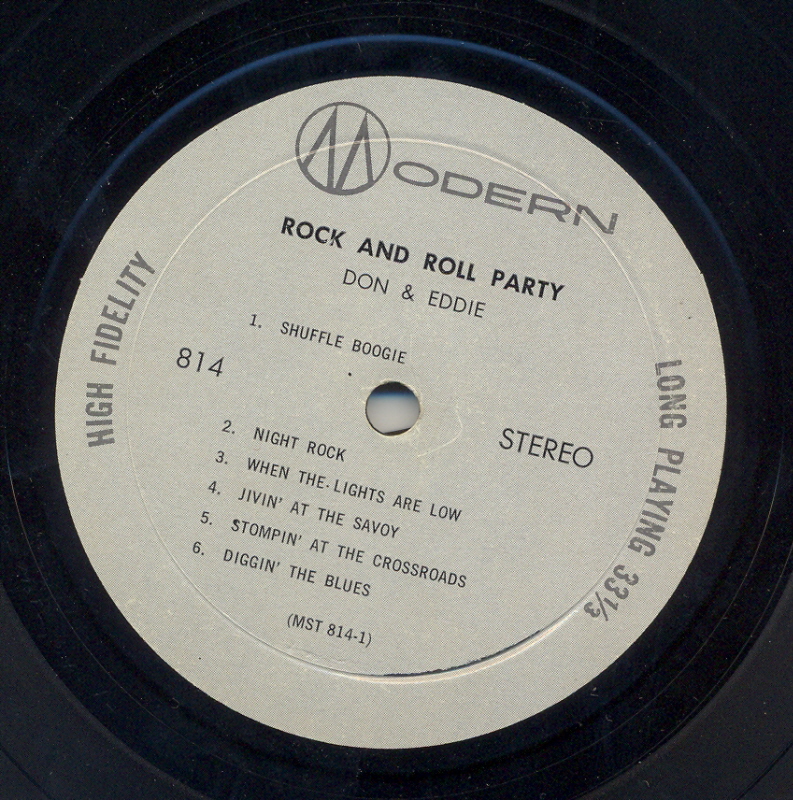 MODERN
ROCK AND ROLL PARTY
DON & EDDIE
1. SHUFFLE BOOGIE
814
HIGH FIDELITY
STEREO
LONG PLAYING 33⅓
2. NIGHT ROCK
3. WHEN THE LIGHTS ARE LOW
4. JIVIN' AT THE SAVOY
5. STOMPIN' AT THE CROSSROADS
6. DIGGIN' THE BLUES
(MST 814-1)